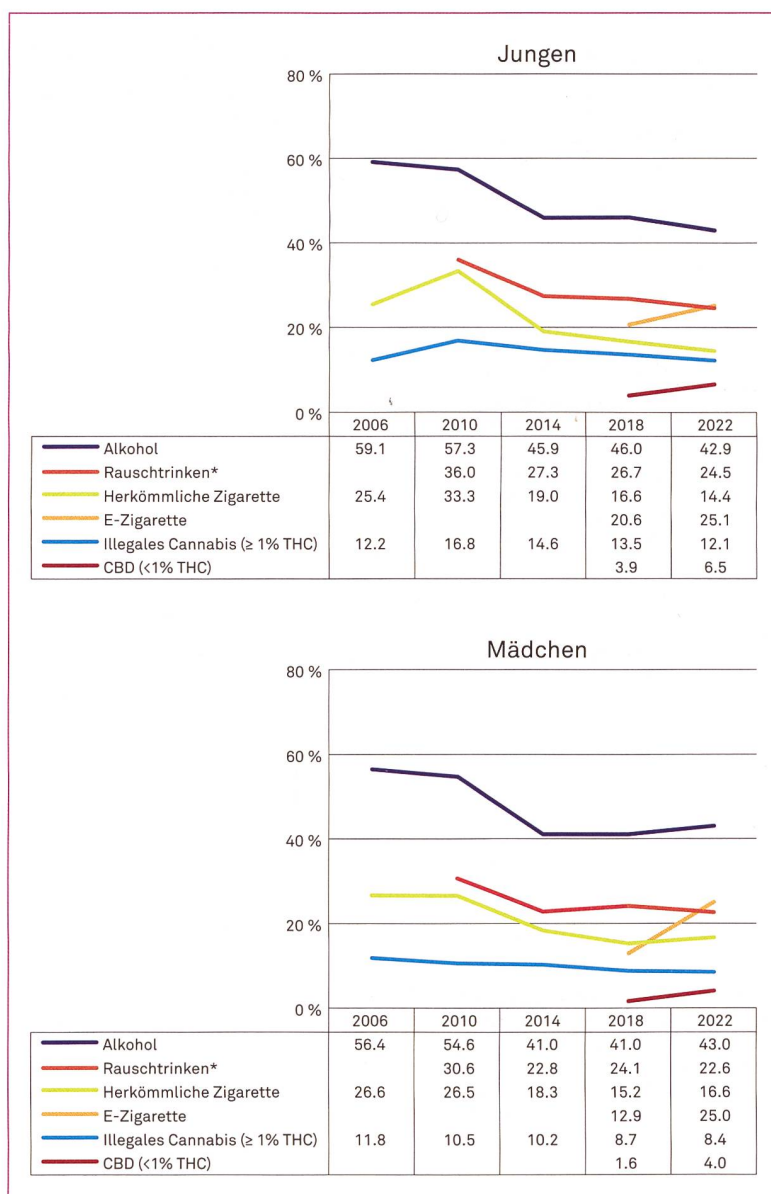 Jungen
80 %
60 %
40 %
20 %
0 %
2006 2010 2014 2018 2022
Alkohol 59.1 57.3 45.9 46.0 42.9
Rauschtrinken* 36.0 27.3 26.7 24.5
Herkömmliche Zigarette 25.4 33.3 19.0 16.6 14.4
E-Zigarette 20.6 25.1
Illegales Cannabis (≥ 1% THC) 12.2 16.8 14.6 13.5 12.1
CBD (<1% THC) 3.9 6.5
Mädchen
80 %
60 %
40 %
20 %
0 %
2006 2010 2014 2018 2022
Alkohol 56.4 54.6 41.0 41.0 43.0
Rauschtrinken* 30.6 22.8 24.1 22.6
Herkömmliche Zigarette 26.6 26.5 18.3 15.2 16.6
E-Zigarette 12.9 25.0
Illegales Cannabis (≥ 1% THC) 11.8 10.5 10.2 8.7 8.4
CBD (<1% THC) 1.6 4.0